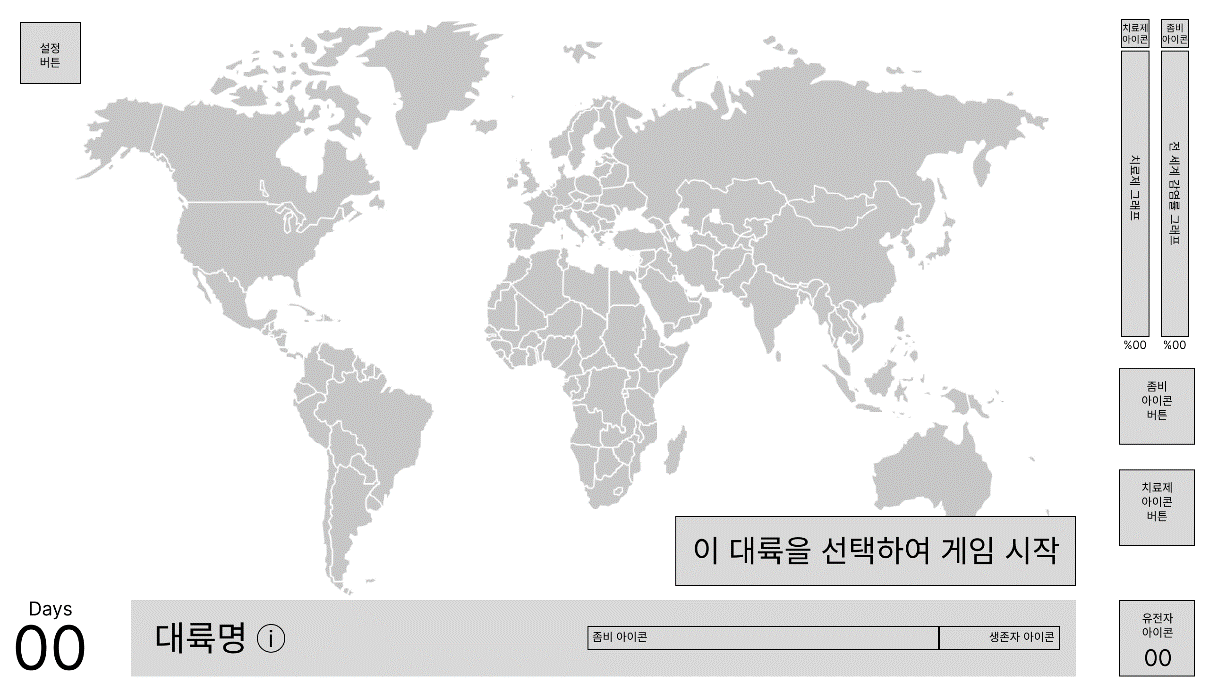 설정
버튼
치료제
아이콘
좀비
아이콘
치료제 그래프
전 세계 감염률 그래프
%00
%00
좀비
아이콘
버튼
치료제
아이콘
버튼
이 대륙을 선택하여 게임 시작
Days
00
대륙명 ⓘ
좀비 아이콘
생존자 아이콘
유전자
아이콘
00